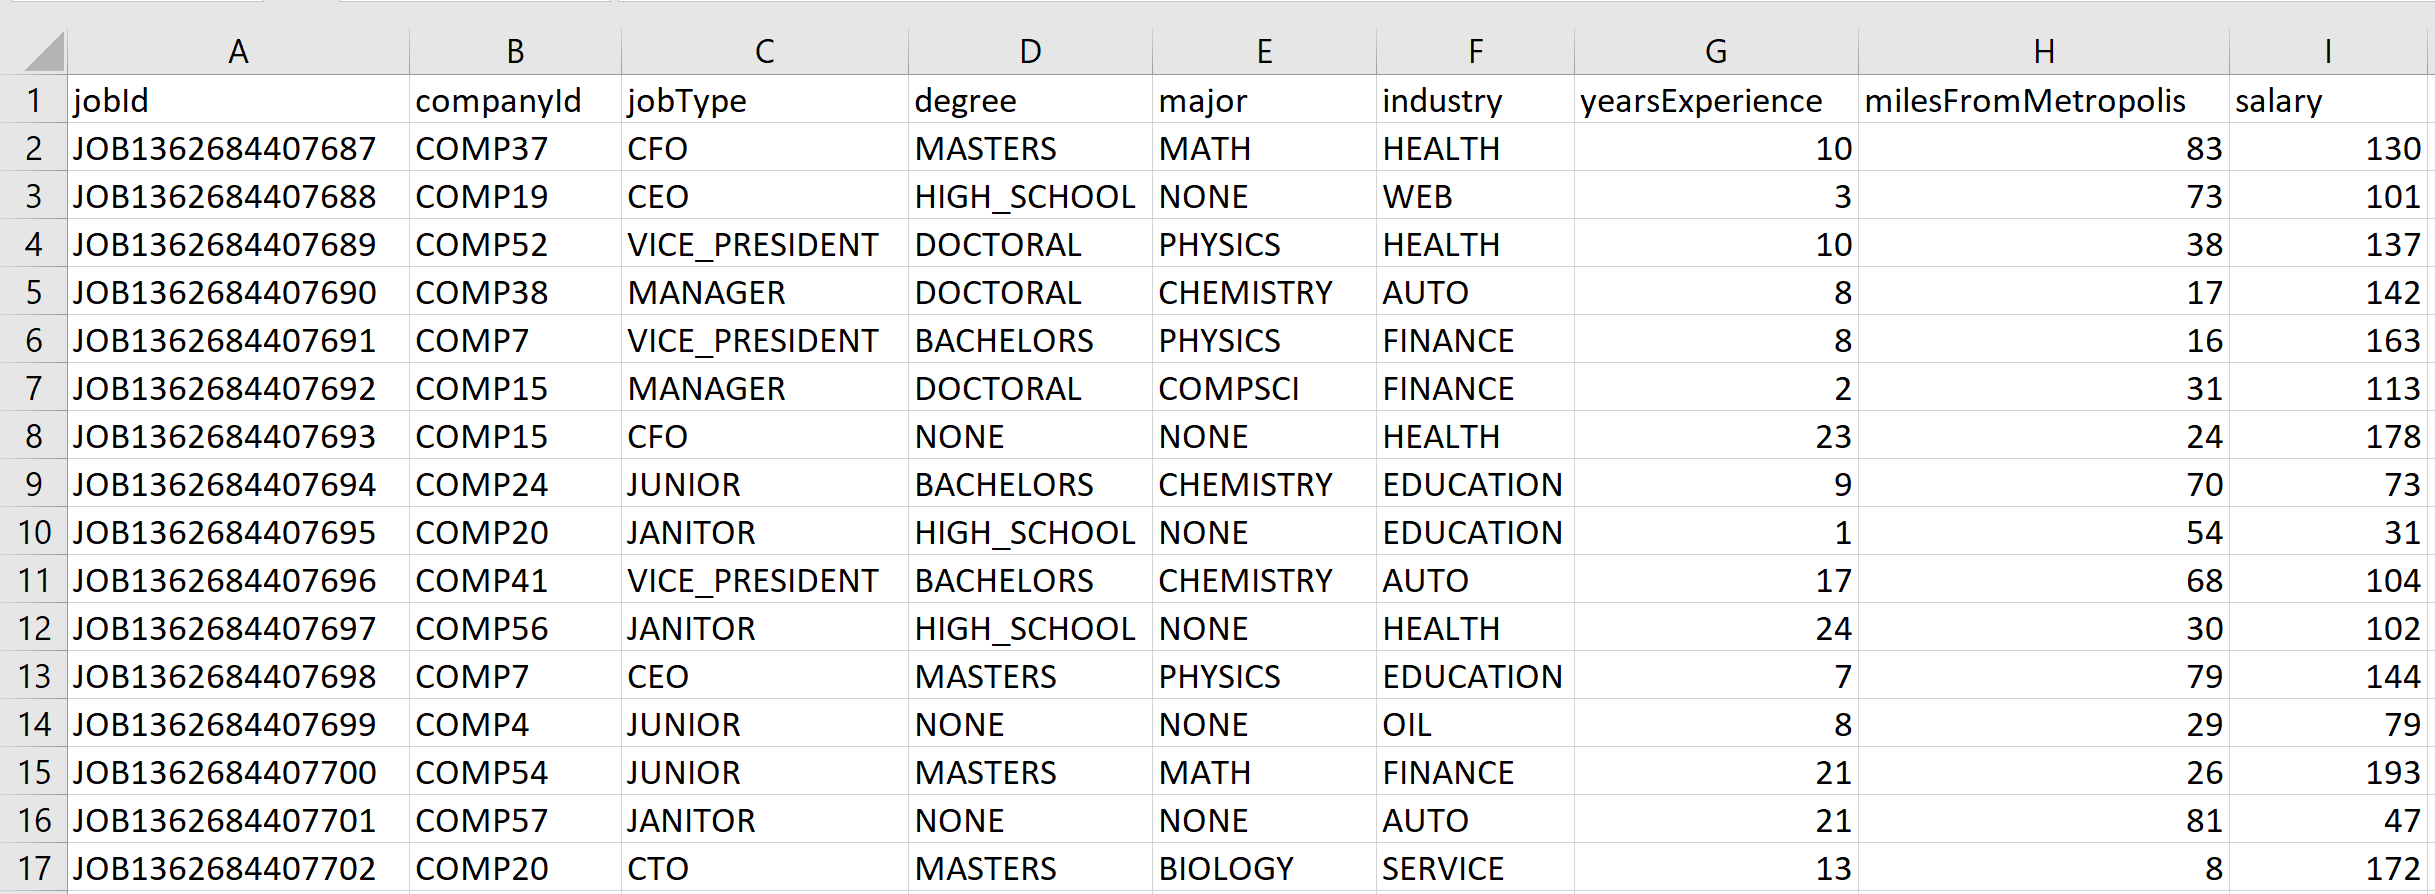 A B C D E F G H I
1 jobId companyId jobType degree major industry yearsExperience milesFromMetropolis salary
2 JOB1362684407687 COMP37 CFO MASTERS MATH HEALTH 10 83 130
3 JOB1362684407688 COMP19 CEO HIGH_SCHOOL NONE WEB 3 73 101
4 JOB1362684407689 COMP52 VICE_PRESIDENT DOCTORAL PHYSICS HEALTH 10 38 137
5 JOB1362684407690 COMP38 MANAGER DOCTORAL CHEMISTRY AUTO 8 17 142
6 JOB1362684407691 COMP7 VICE_PRESIDENT BACHELORS PHYSICS FINANCE 8 16 163
7 JOB1362684407692 COMP15 MANAGER DOCTORAL COMPSCI FINANCE 2 31 113
8 JOB1362684407693 COMP15 CFO NONE NONE HEALTH 23 24 178
9 JOB1362684407694 COMP24 JUNIOR BACHELORS CHEMISTRY EDUCATION 9 70 73
10 JOB1362684407695 COMP20 JANITOR HIGH_SCHOOL NONE EDUCATION 1 54 31
11 JOB1362684407696 COMP41 VICE_PRESIDENT BACHELORS CHEMISTRY AUTO 17 68 104
12 JOB1362684407697 COMP56 JANITOR HIGH_SCHOOL NONE HEALTH 24 30 102
13 JOB1362684407698 COMP7 CEO MASTERS PHYSICS EDUCATION 7 79 144
14 JOB1362684407699 COMP4 JUNIOR NONE NONE OIL 8 29 79
15 JOB1362684407700 COMP54 JUNIOR MASTERS MATH FINANCE 21 26 193
16 JOB1362684407701 COMP57 JANITOR NONE NONE AUTO 21 81 47
17 JOB1362684407702 COMP20 CTO MASTERS BIOLOGY SERVICE 13 8 172